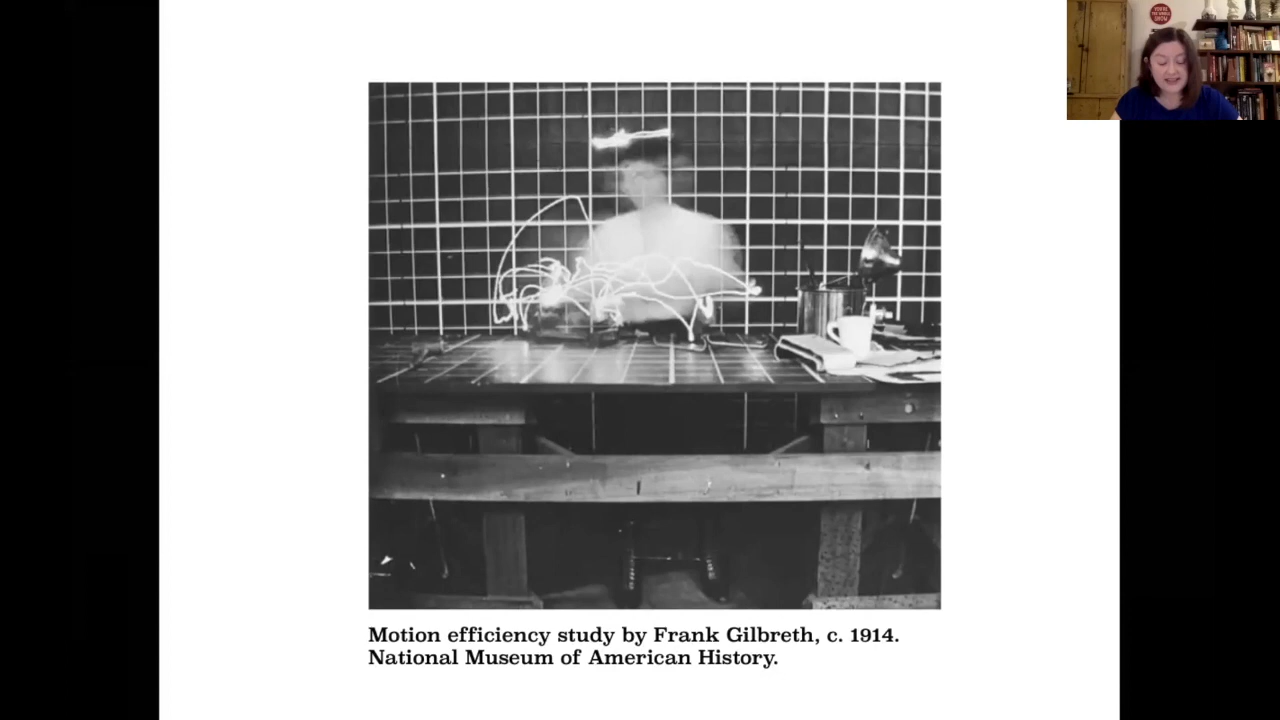 Motion efficiency study by Frank Gilbreth, c. 1914.
National Museum of American History.